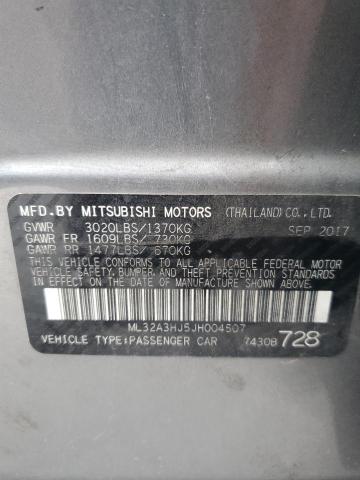 MFD.BY MITSUBISHI MOTORS (THAILAND) CO., LTD.
GVWR 3020LBS/1370KG SEP 2017
GAWR FR 1609LBS/ 730KG
GAWR RR 1477LBS/ 670KG
THIS VEHICLE CONFORMS TO ALL APPLICABLE FEDERAL MOTOR
VEHICLE SAFETY, BUMPER, AND THEFT PREVENTION STANDARDS
IN EFFECT ON THE DATE OF MANUFACTURE SHOWN ABOVE.
ML32A3HJ5JH004507
VEHICLE TYPE:PASSENGER CAR 7430B 728